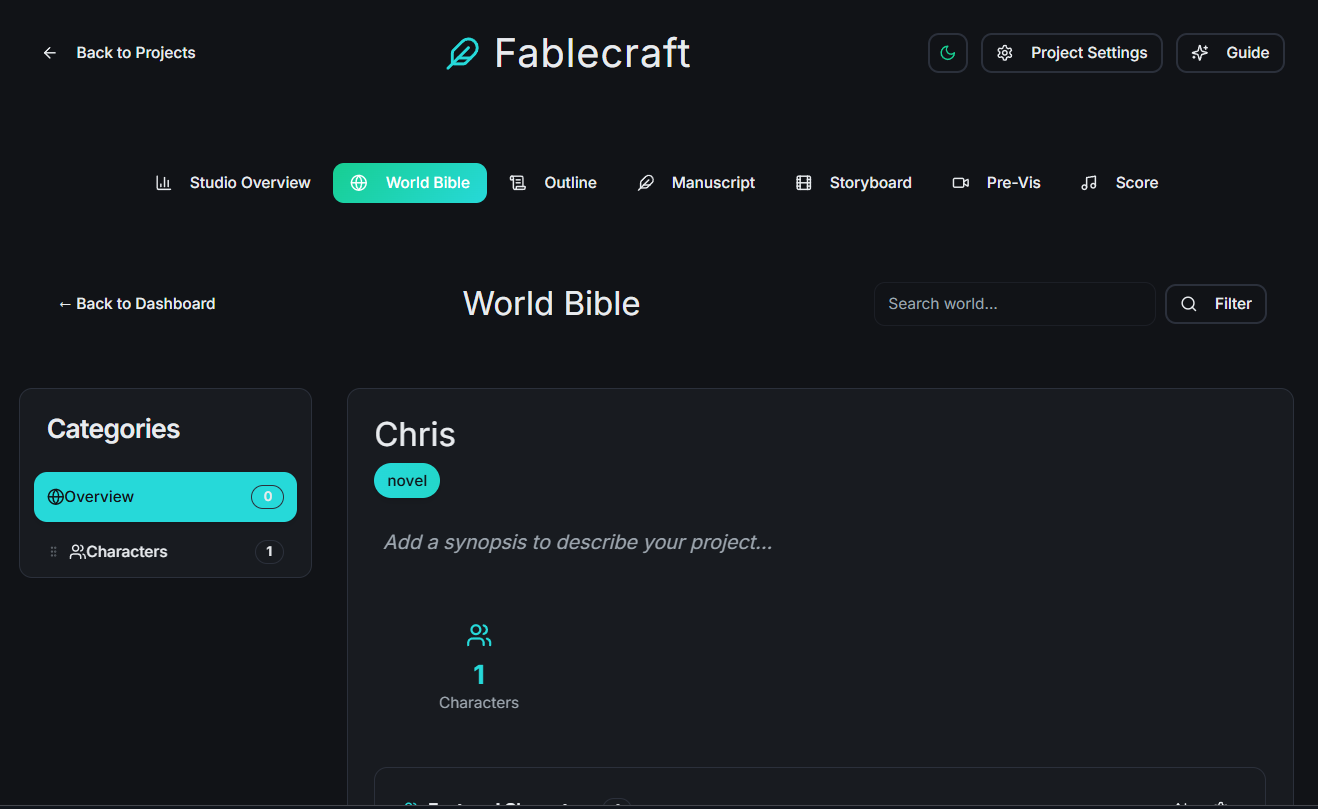 ← Back to Projects
Fablecraft
Project Settings
Guide
Studio Overview
World Bible
Outline
Manuscript
Storyboard
Pre-Vis
Score
← Back to Dashboard
World Bible
Search world...
Filter
Categories
Overview 0
Characters 1
Chris
novel
Add a synopsis to describe your project...
1
Characters